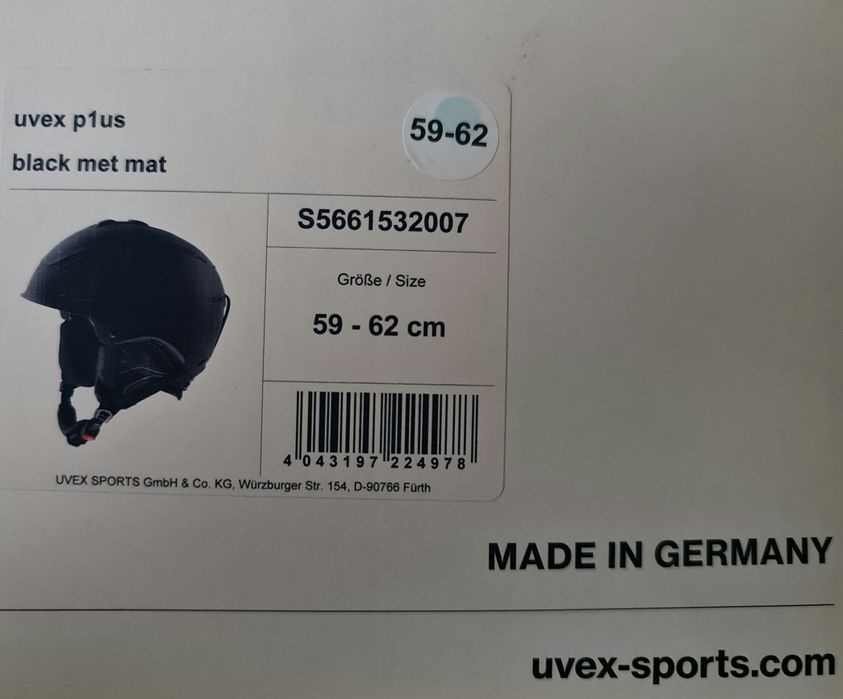 uvex p1us
59-62
black met mat
S5661532007
Größe / Size
59 - 62 cm
4 043197 224978
UVEX SPORTS GmbH & Co. KG, Würzburger Str. 154, D-90766 Fürth
MADE IN GERMANY
uvex-sports.com